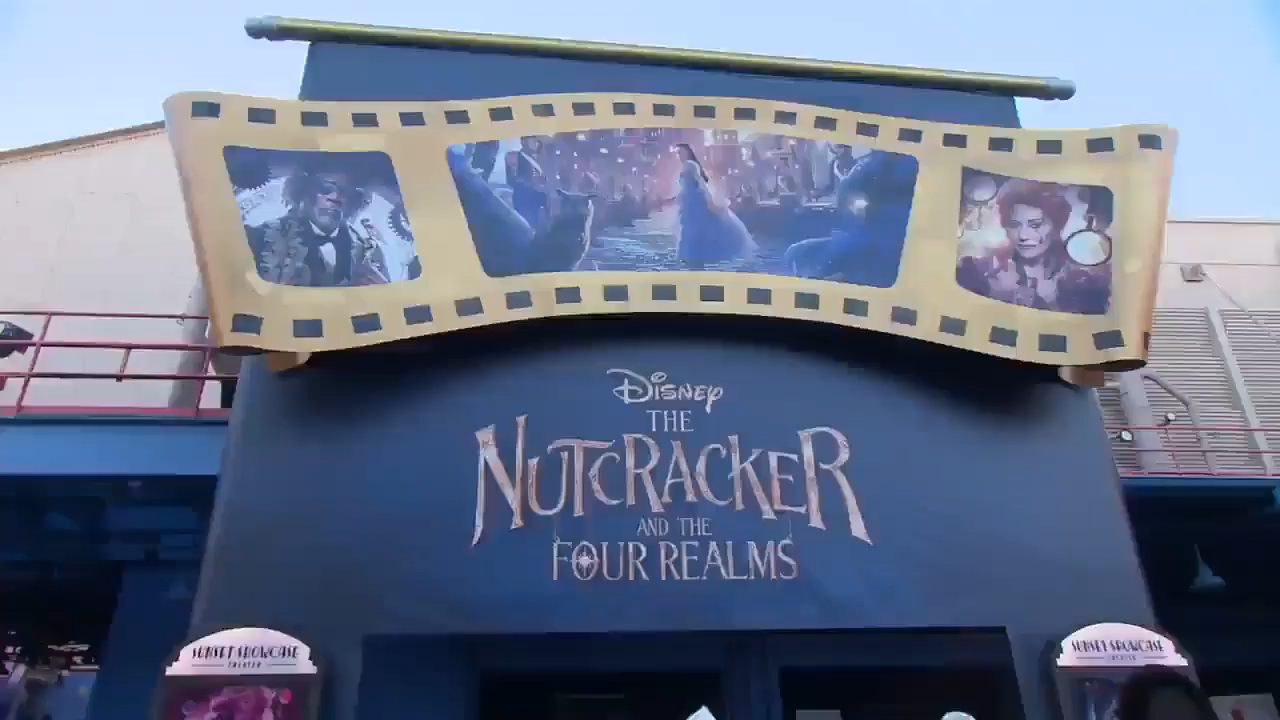 Disney
THE
NUTCRACKER
AND THE
FOUR REALMS
SUNSET SHOWCASE
THEATER
SUNSET SHOWCASE
THEATER